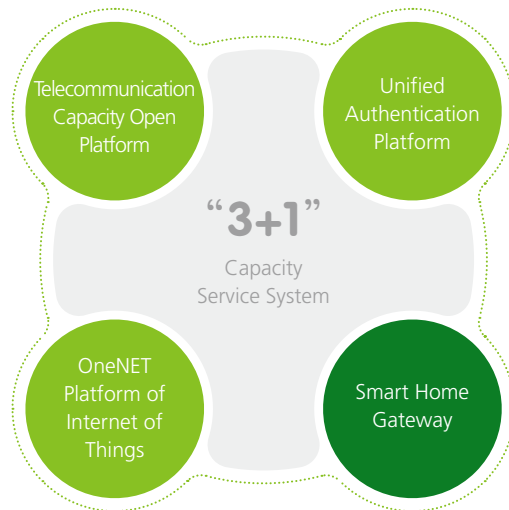 Telecommunication
Capacity Open
Platform
Unified
Authentication
Platform
“3+1”
Capacity
Service System
OneNET
Platform of
Internet of
Things
Smart Home
Gateway